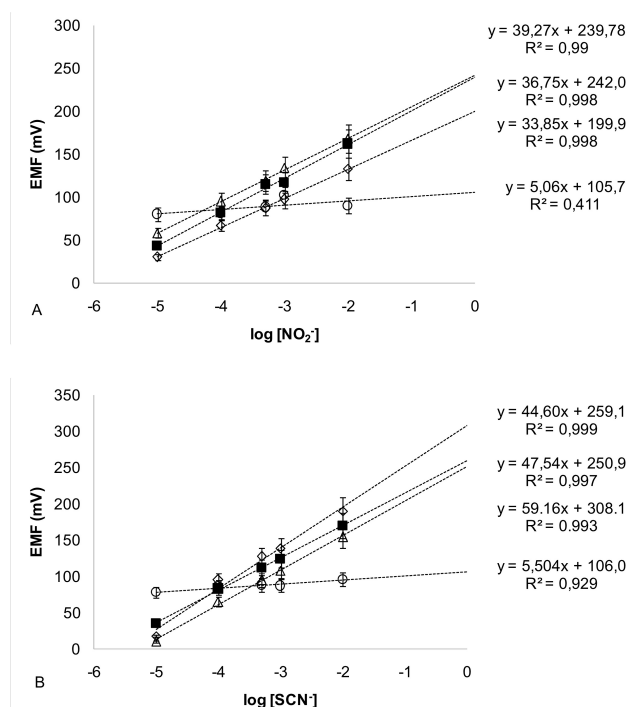 300
250
200
150
100
50
0
EMF (mV)
-6 -5 -4 -3 -2 -1 0
log [NO₂⁻]
A
y = 39,27x + 239,78
R² = 0,99
y = 36,75x + 242,0
R² = 0,998
y = 33,85x + 199,9
R² = 0,998
y = 5,06x + 105,7
R² = 0,411
350
300
250
200
150
100
50
0
EMF (mV)
-6 -5 -4 -3 -2 -1 0
log [SCN⁻]
B
y = 44,60x + 259,1
R² = 0,999
y = 47,54x + 250,9
R² = 0,997
y = 59.16x + 308.1
R² = 0.993
y = 5,504x + 106,0
R² = 0,929